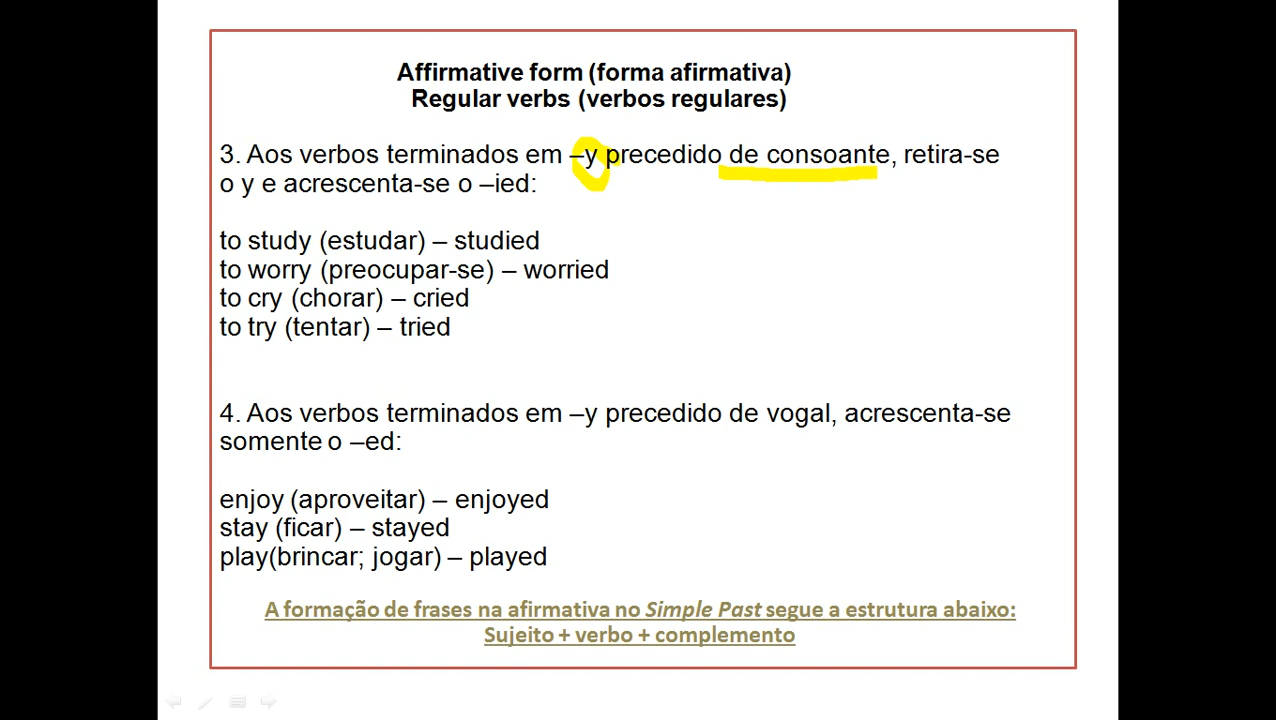 Affirmative form (forma afirmativa)
Regular verbs (verbos regulares)
3. Aos verbos terminados em –y precedido de consoante, retira-se
o y e acrescenta-se o –ied:
to study (estudar) – studied
to worry (preocupar-se) – worried
to cry (chorar) – cried
to try (tentar) – tried
4. Aos verbos terminados em –y precedido de vogal, acrescenta-se
somente o –ed:
enjoy (aproveitar) – enjoyed
stay (ficar) – stayed
play(brincar; jogar) – played
A formação de frases na afirmativa no Simple Past segue a estrutura abaixo:
Sujeito + verbo + complemento